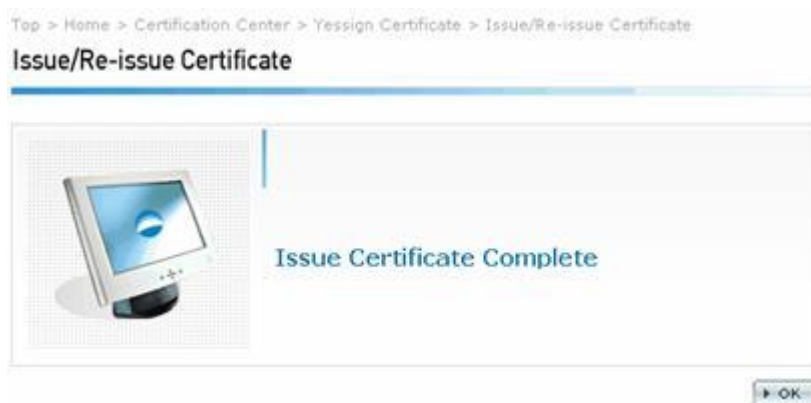 Top > Home > Certification Center > Yessign Certificate > Issue/Re-issue Certificate
Issue/Re-issue Certificate
Issue Certificate Complete
OK